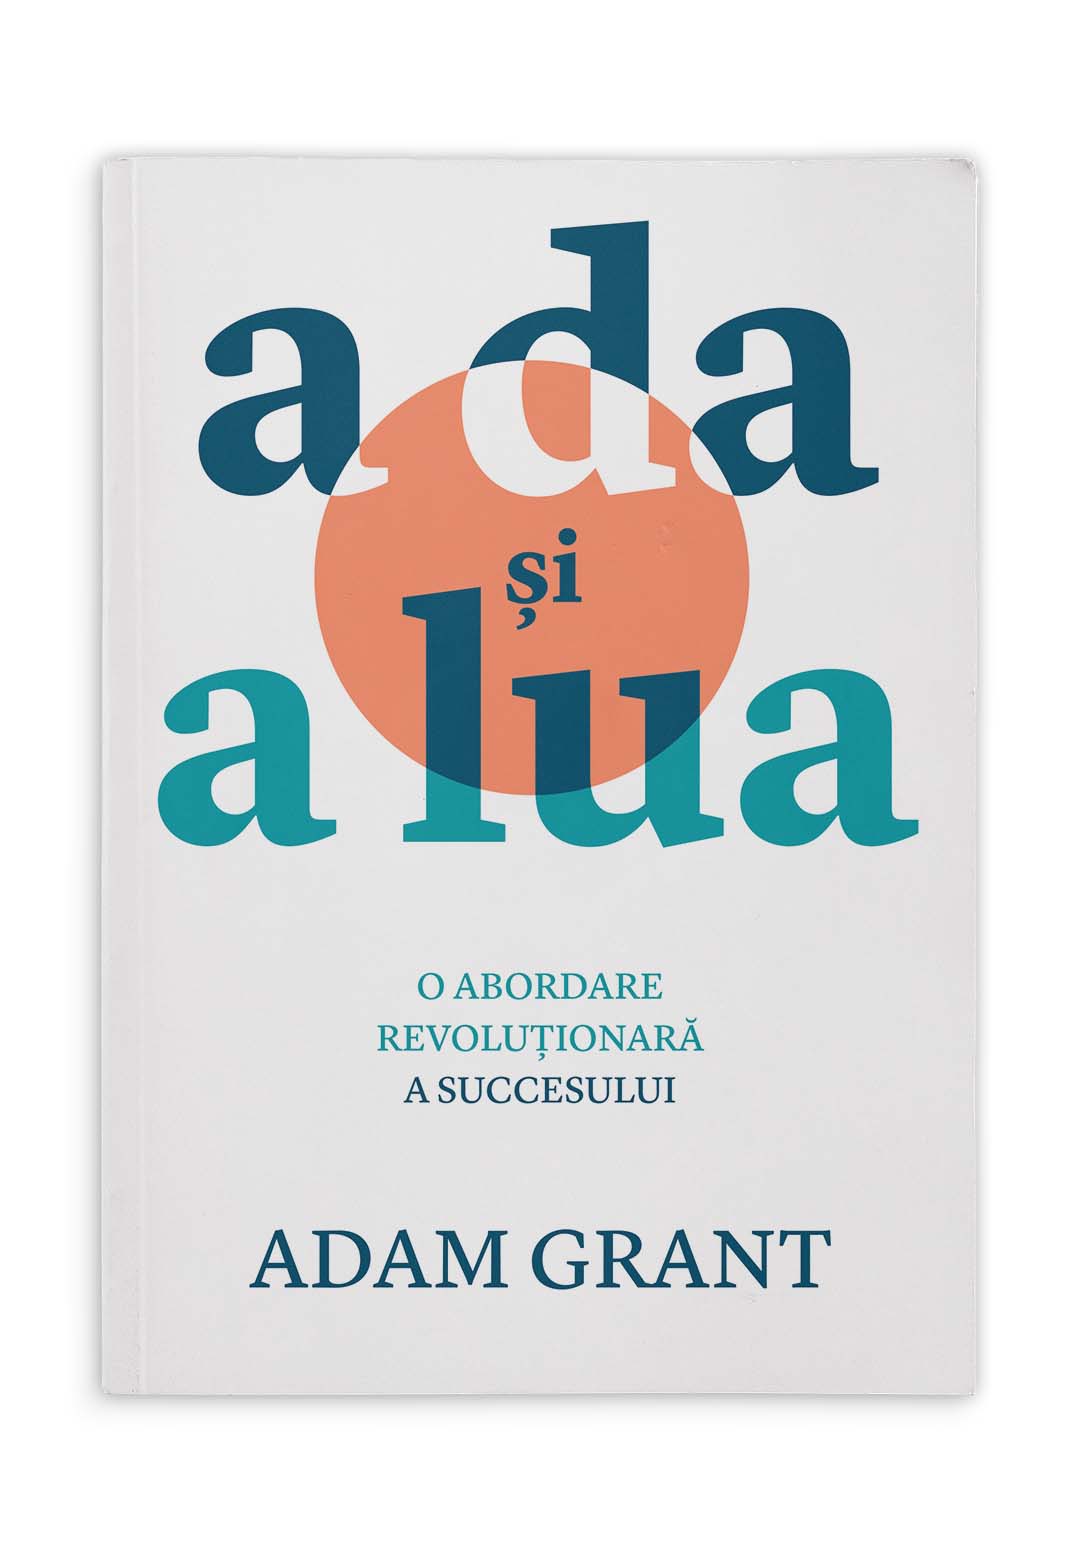 a da
și
a lua
O ABORDARE
REVOLUȚIONARĂ
A SUCCESULUI
ADAM GRANT